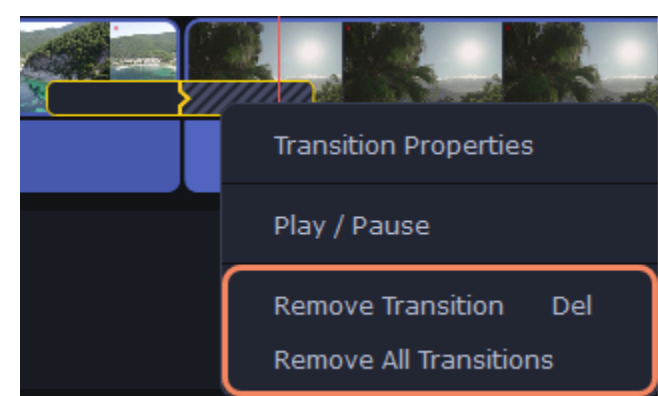 Transition Properties
Play / Pause
Remove Transition Del
Remove All Transitions